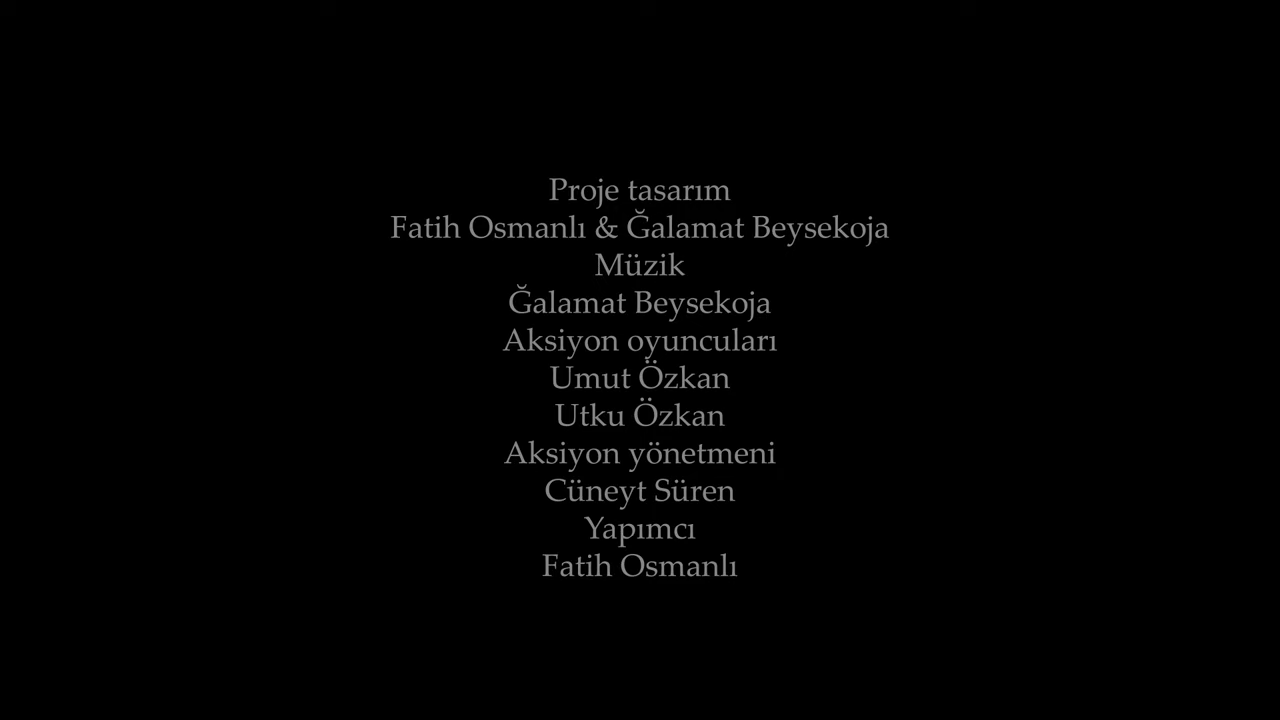 Proje tasarım
Fatih Osmanlı & Ğalamat Beysekoja
Müzik
Ğalamat Beysekoja
Aksiyon oyuncuları
Umut Özkan
Utku Özkan
Aksiyon yönetmeni
Cüneyt Süren
Yapımcı
Fatih Osmanlı